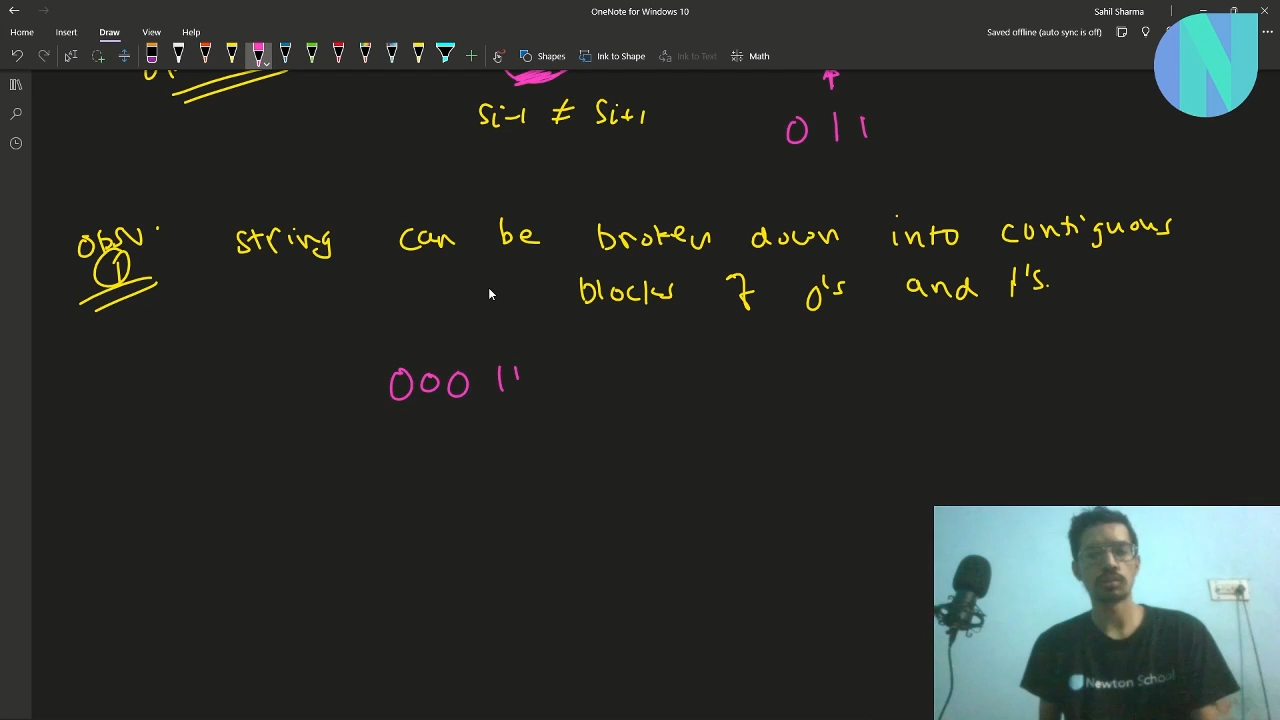 OneNote for Windows 10
Sahil Sharma
Home Insert Draw View Help
Saved offline (auto sync is off)
Shapes Ink to Shape Ink to Text Math
Si-1 ≠ Si+1
0 1 1
Obsv. string can be broken down into contiguous
① blocks of 0's and 1's.
000 11
Newton School